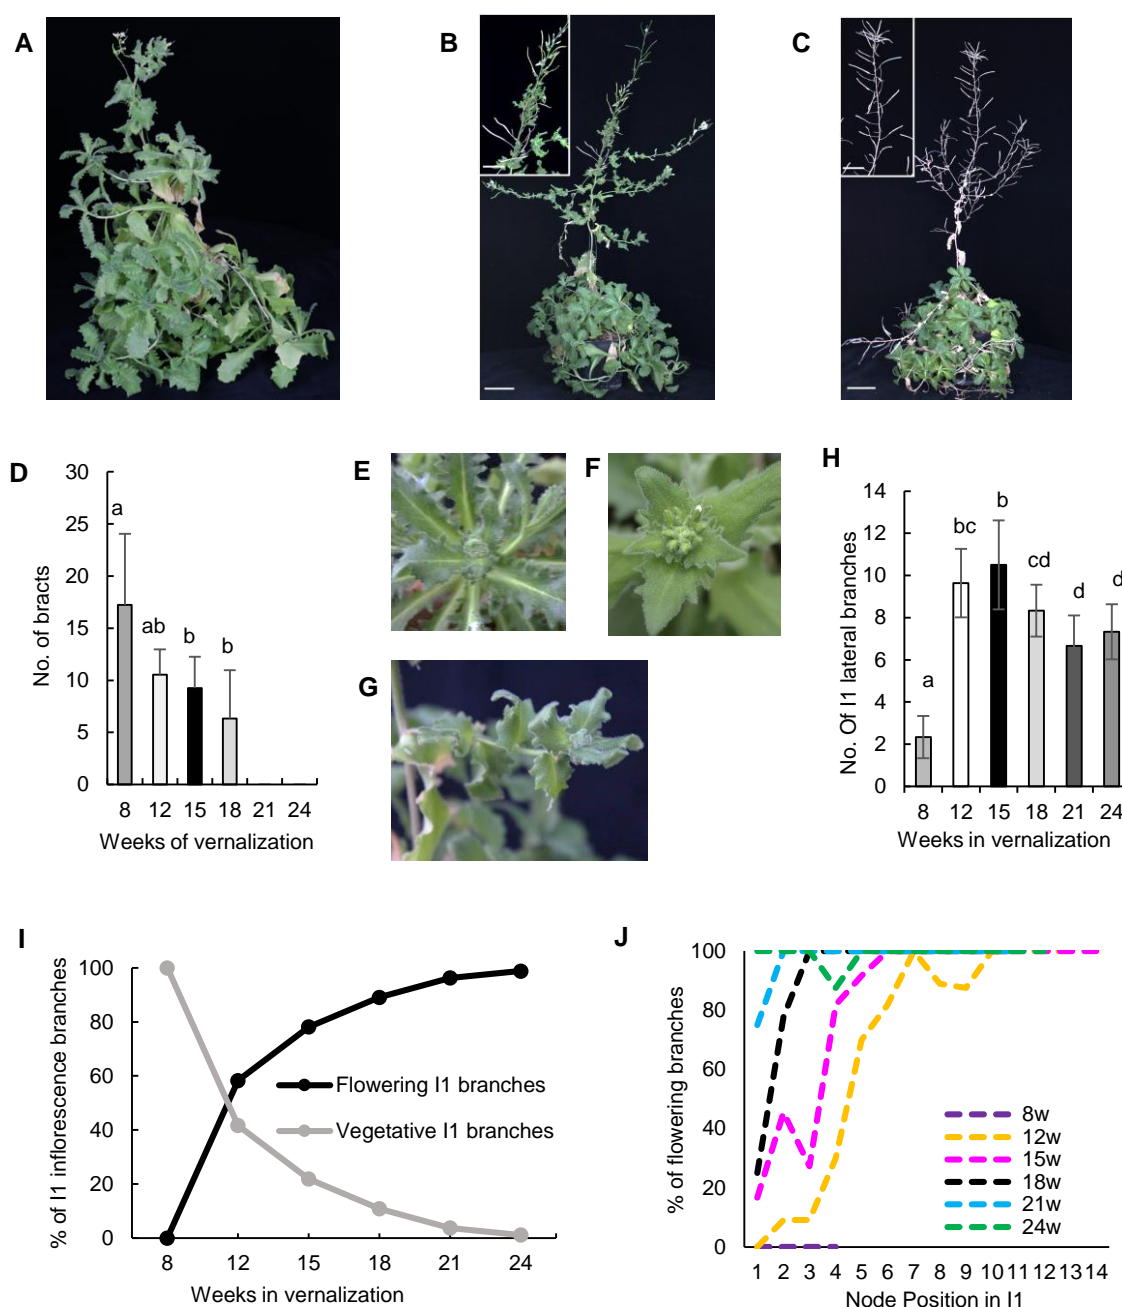 A
B
C
D
No. of bracts
30
25
20
15
10
5
0
a
ab
b
b
8 12 15 18 21 24
Weeks of vernalization
E
F
G
H
No. Of I1 lateral branches
14
12
10
8
6
4
2
0
a
bc
b
cd
d
d
8 12 15 18 21 24
Weeks in vernalization
I
% of I1 inflorescence branches
100
80
60
40
20
0
Flowering I1 branches
Vegetative I1 branches
8 12 15 18 21 24
Weeks in vernalization
J
% of flowering branches
100
80
60
40
20
0
8w
12w
15w
18w
21w
24w
1 2 3 4 5 6 7 8 9 10 11 12 13 14
Node Position in I1